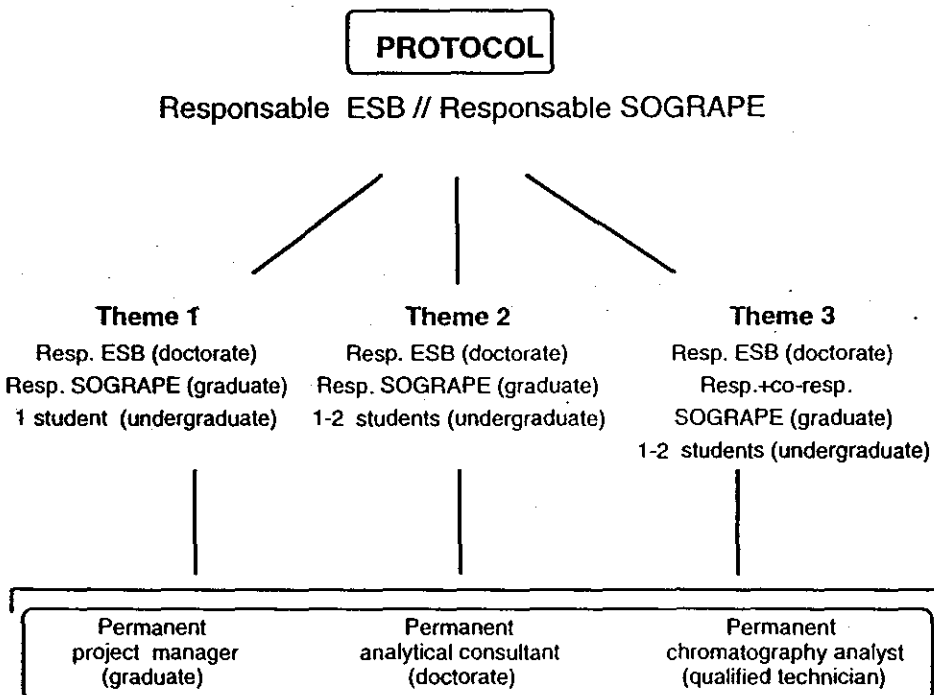 PROTOCOL
Responsable ESB // Responsable SOGRAPE
Theme 1
Resp. ESB (doctorate)
Resp. SOGRAPE (graduate)
1 student (undergraduate)
Theme 2
Resp. ESB (doctorate)
Resp. SOGRAPE (graduate)
1-2 students (undergraduate)
Theme 3
Resp. ESB (doctorate)
Resp.+co-resp.
SOGRAPE (graduate)
1-2 students (undergraduate)
Permanent
project manager
(graduate)
Permanent
analytical consultant
(doctorate)
Permanent
chromatography analyst
(qualified technician)